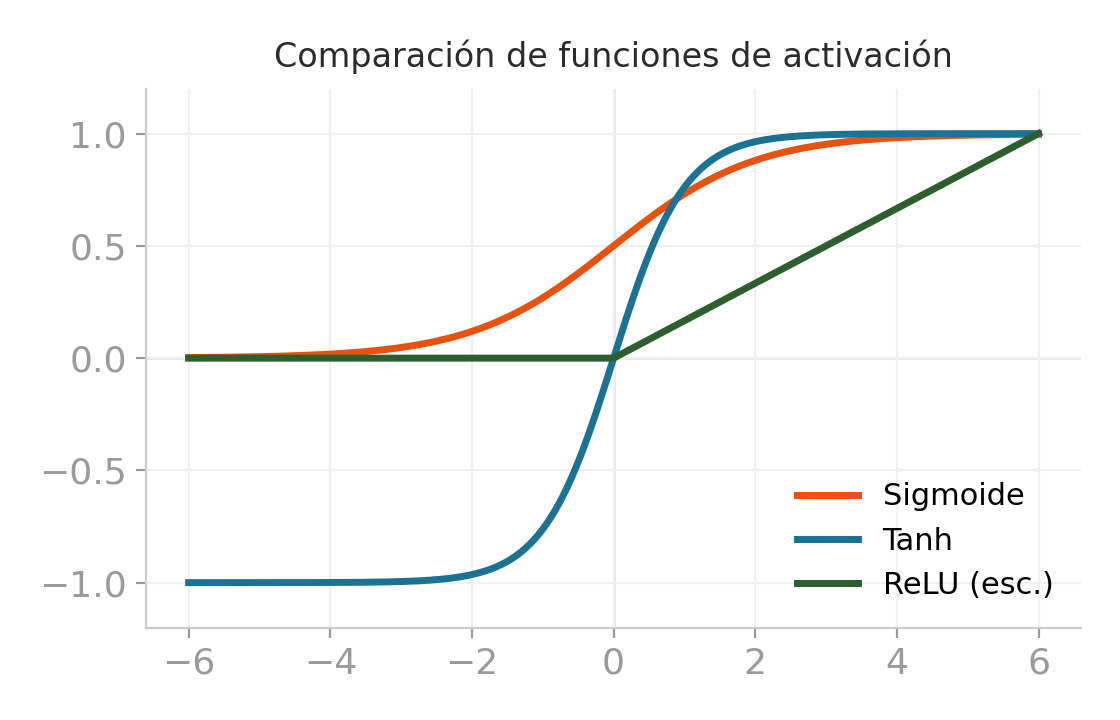 Comparación de funciones de activación
1.0
0.5
0.0
−0.5
−1.0
Sigmoide
Tanh
ReLU (esc.)
−6 −4 −2 0 2 4 6